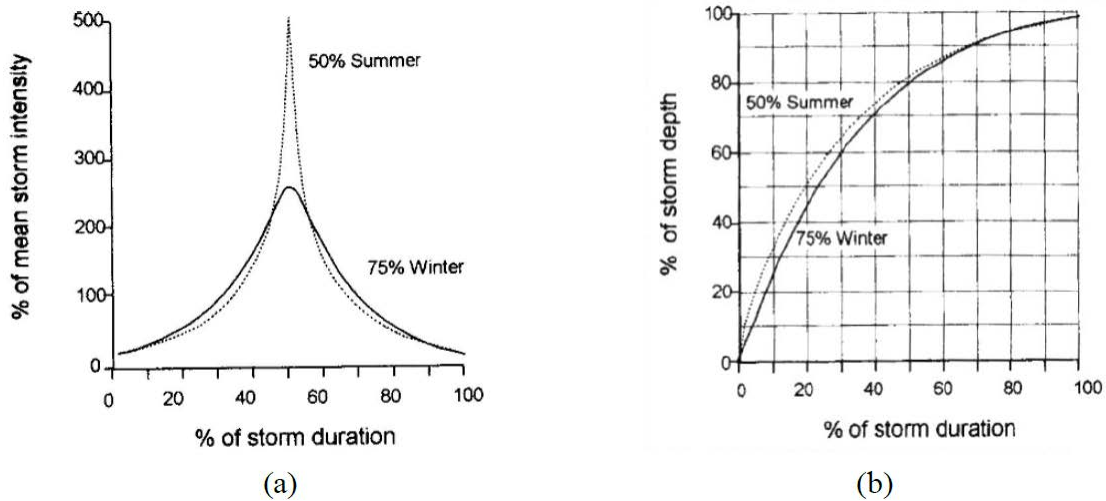 % of mean storm intensity
500
400
300
200
100
0
50% Summer
75% Winter
0 20 40 60 80 100
% of storm duration
(a)
% of storm depth
100
80
60
40
20
0
50% Summer
75% Winter
0 20 40 60 80 100
% of storm duration
(b)